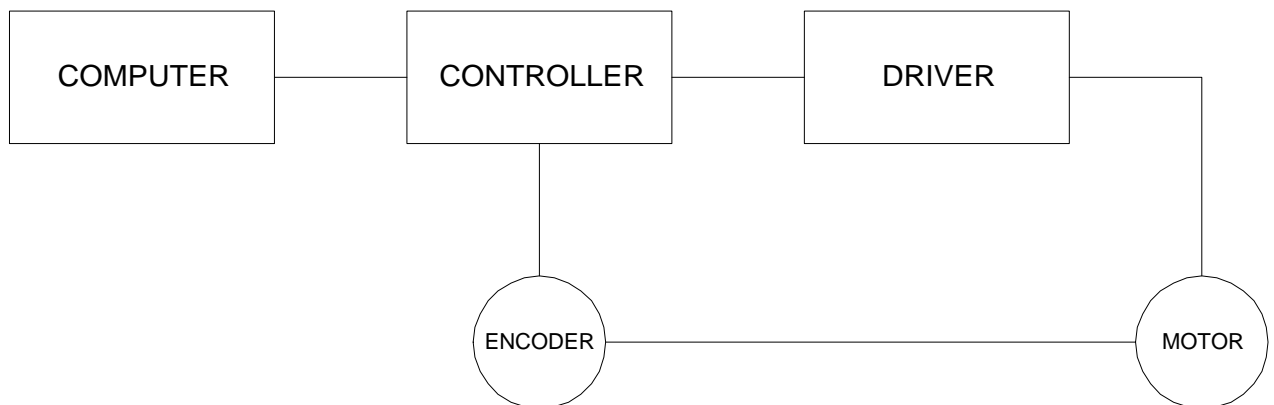 COMPUTER
CONTROLLER
DRIVER
ENCODER
MOTOR